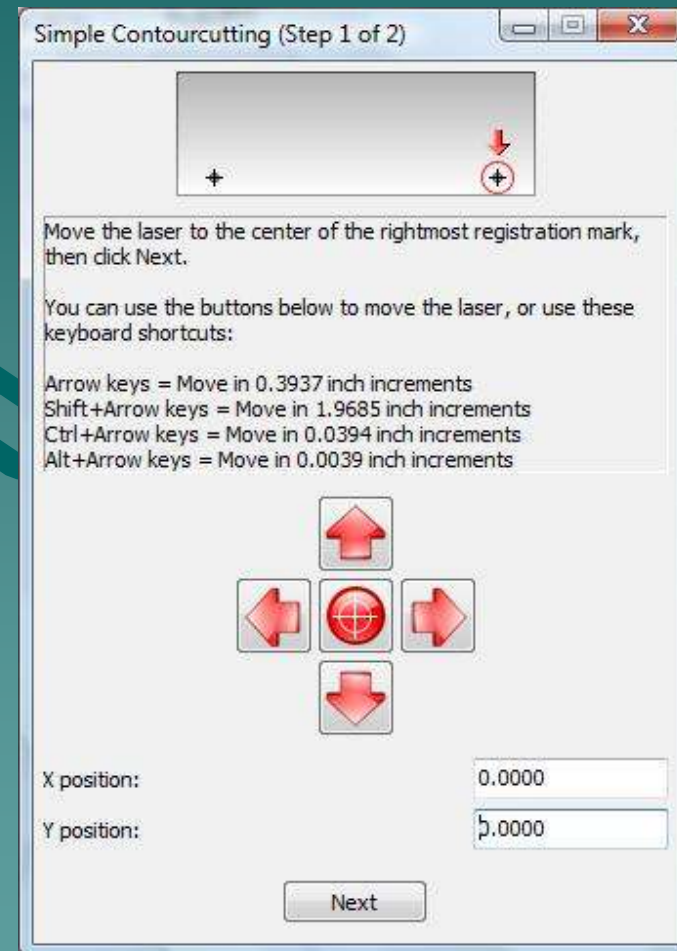 Simple Contourcutting (Step 1 of 2)
Move the laser to the center of the rightmost registration mark,
then click Next.
You can use the buttons below to move the laser, or use these
keyboard shortcuts:
Arrow keys = Move in 0.3937 inch increments
Shift+Arrow keys = Move in 1.9685 inch increments
Ctrl+Arrow keys = Move in 0.0394 inch increments
Alt+Arrow keys = Move in 0.0039 inch increments
X position: 0.0000
Y position: 0.0000
Next